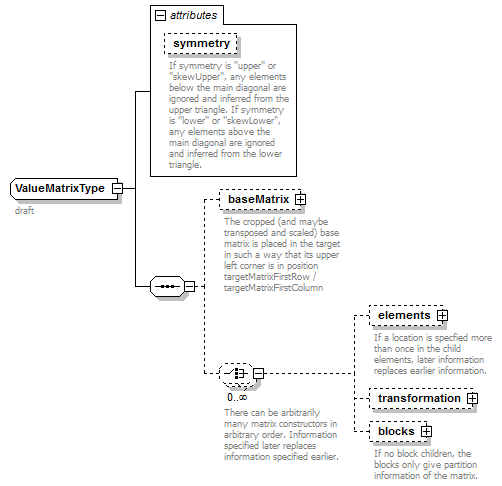 attributes
symmetry
If symmetry is "upper" or
"skewUpper", any elements
below the main diagonal are
ignored and inferred from the
upper triangle. If symmetry
is "lower" or "skewLower",
any elements above the
main diagonal are ignored
and inferred from the lower
triangle.
ValueMatrixType
draft
baseMatrix
The cropped (and maybe
transposed and scaled) base
matrix is placed in the target
in such a way that its upper
left corner is in position
targetMatrixFirstRow /
targetMatrixFirstColumn
0..∞
There can be arbitrarily
many matrix constructors in
arbitrary order. Information
specified later replaces
information specified earlier.
elements
If a location is specfied more
than once in the child
elements, later information
replaces earlier information.
transformation
blocks
If no block children, the
blocks only give partition
information of the matrix.